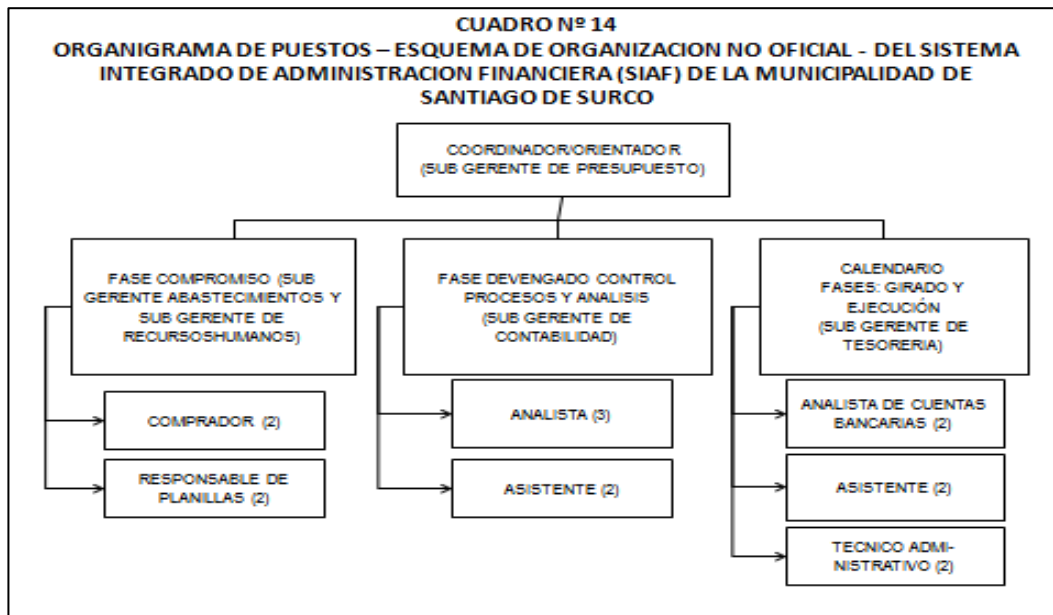 CUADRO Nº 14
ORGANIGRAMA DE PUESTOS – ESQUEMA DE ORGANIZACION NO OFICIAL - DEL SISTEMA
INTEGRADO DE ADMINISTRACION FINANCIERA (SIAF) DE LA MUNICIPALIDAD DE
SANTIAGO DE SURCO
COORDINADOR/ORIENTADOR
(SUB GERENTE DE PRESUPUESTO)
FASE COMPROMISO (SUB
GERENTE ABASTECIMIENTOS Y
SUB GERENTE DE
RECURSOSHUMANOS)
COMPRADOR (2)
RESPONSABLE DE
PLANILLAS (2)
FASE DEVENGADO CONTROL
PROCESOS Y ANALISIS
(SUB GERENTE DE
CONTABILIDAD)
ANALISTA (3)
ASISTENTE (2)
CALENDARIO
FASES: GIRADO Y
EJECUCIÓN
(SUB GERENTE DE
TESORERIA)
ANALISTA DE CUENTAS
BANCARIAS (2)
ASISTENTE (2)
TECNICO ADMI-
NISTRATIVO (2)